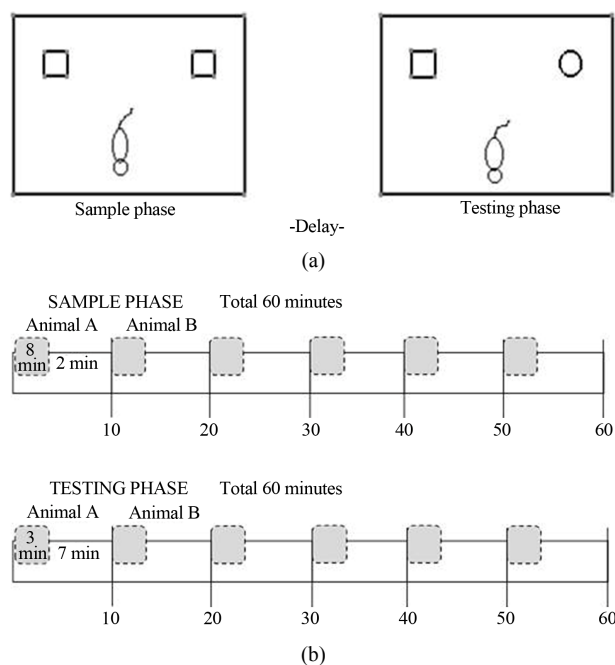 Sample phase
Testing phase
-Delay-
(a)
SAMPLE PHASE Total 60 minutes
Animal A Animal B
8
min 2 min
10 20 30 40 50 60
TESTING PHASE Total 60 minutes
Animal A Animal B
3
min 7 min
10 20 30 40 50 60
(b)